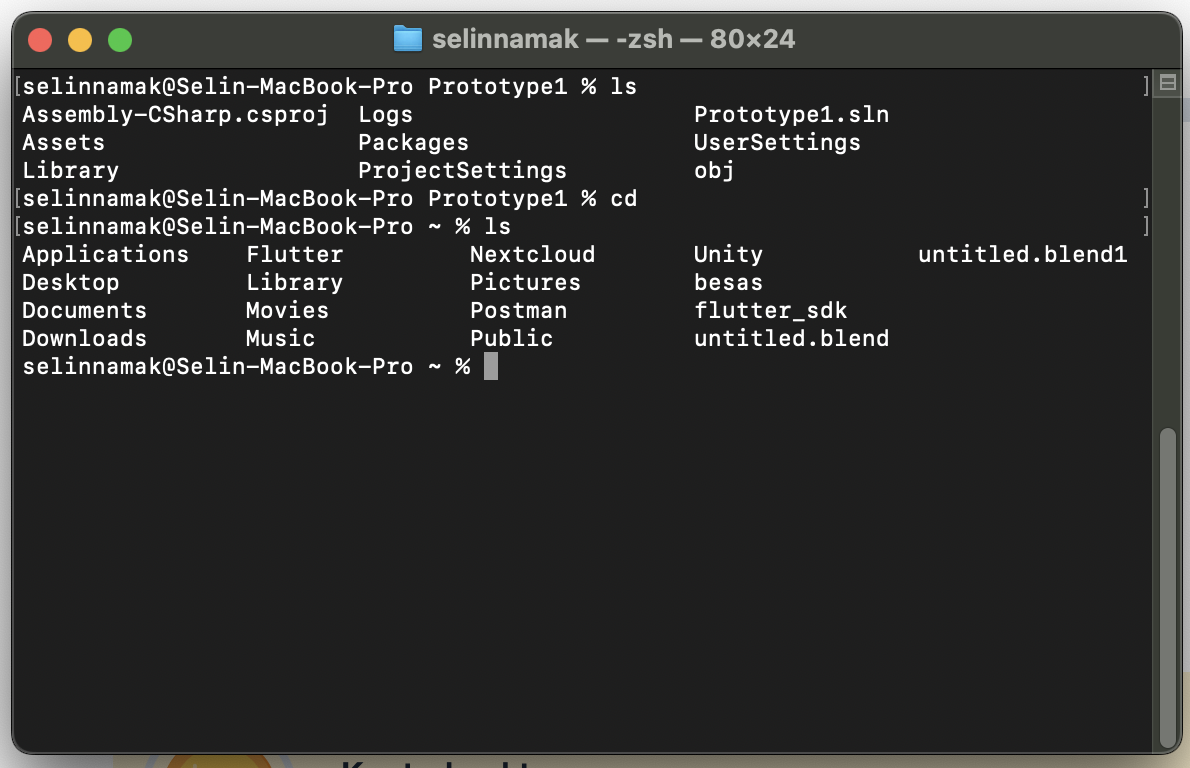 selinnamak — -zsh — 80×24
[selinnamak@Selin-MacBook-Pro Prototype1 % ls ]
Assembly-CSharp.csproj Logs Prototype1.sln
Assets Packages UserSettings
Library ProjectSettings obj
[selinnamak@Selin-MacBook-Pro Prototype1 % cd ]
[selinnamak@Selin-MacBook-Pro ~ % ls ]
Applications Flutter Nextcloud Unity untitled.blend1
Desktop Library Pictures besas
Documents Movies Postman flutter_sdk
Downloads Music Public untitled.blend
selinnamak@Selin-MacBook-Pro ~ %